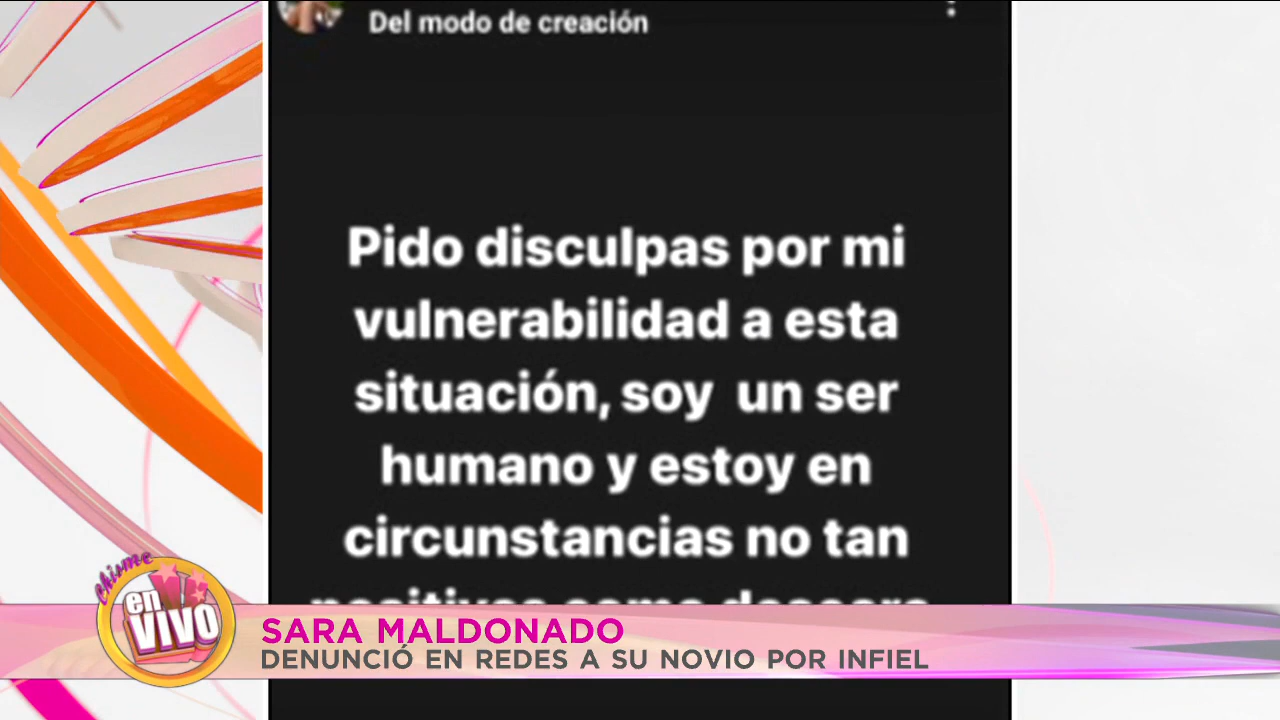 Del modo de creación
Pido disculpas por mi
vulnerabilidad a esta
situación, soy un ser
humano y estoy en
circunstancias no tan
chisme
en
VIVO
SARA MALDONADO
DENUNCIÓ EN REDES A SU NOVIO POR INFIEL